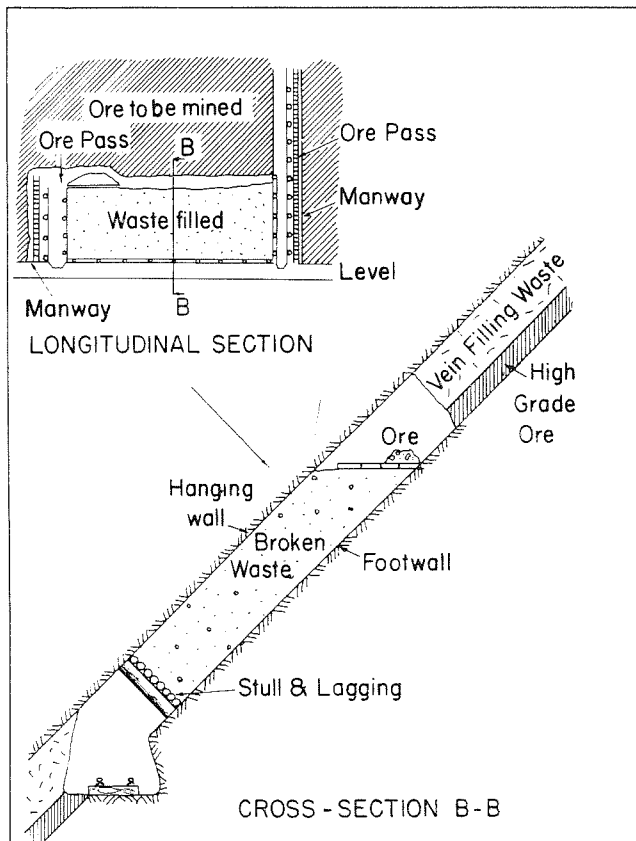 Ore to be mined
Ore Pass
B
Ore Pass
Manway
Waste filled
Level
B
Manway
LONGITUDINAL SECTION
Vein Filling Waste
High
Grade
Ore
Ore
Hanging
wall
Broken
Waste
Footwall
Stull & Lagging
CROSS-SECTION B-B